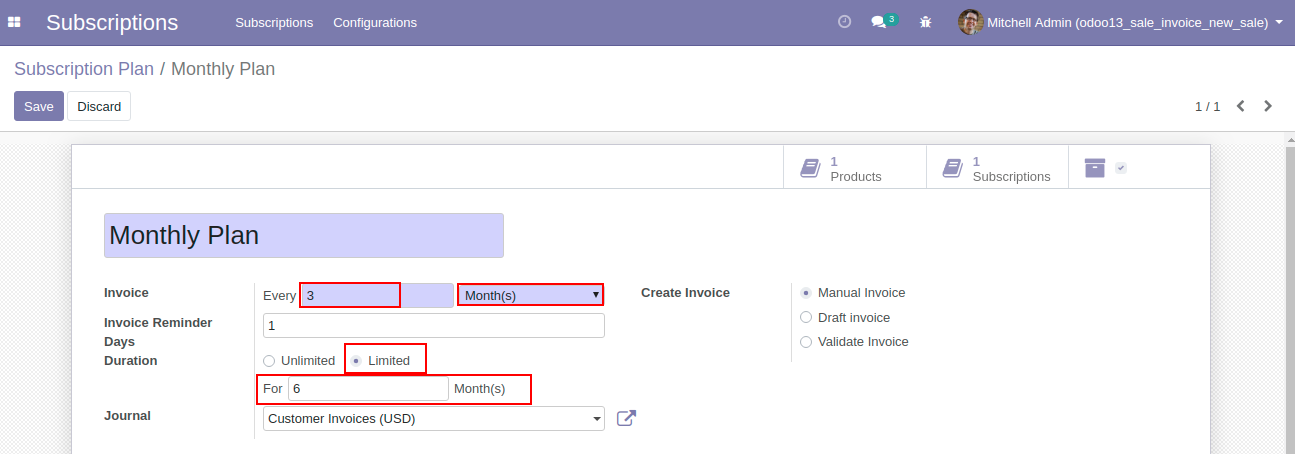 Subscriptions Subscriptions Configurations 3 Mitchell Admin (odoo13_sale_invoice_new_sale)
Subscription Plan / Monthly Plan
Save Discard 1 / 1
1 Products
1 Subscriptions
Monthly Plan
Invoice Every 3 Month(s)
Invoice Reminder Days 1
Duration Unlimited Limited
For 6 Month(s)
Journal Customer Invoices (USD)
Create Invoice Manual Invoice
Draft invoice
Validate Invoice